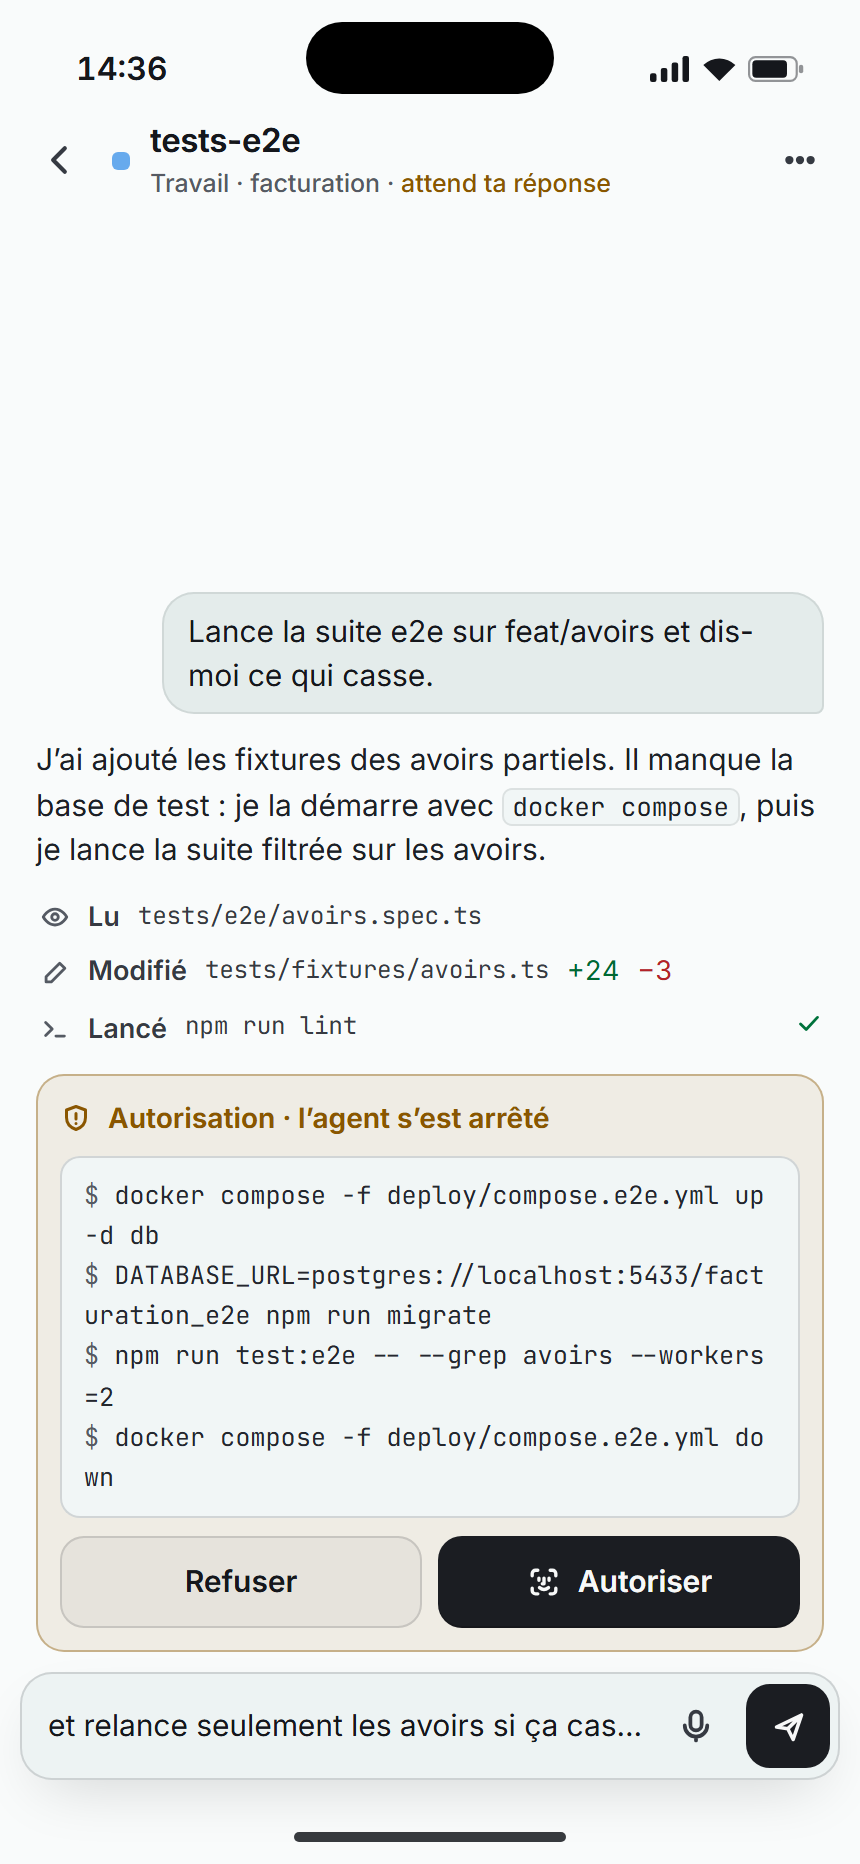 14:36
tests-e2e
Travail · facturation · attend ta réponse
Lance la suite e2e sur feat/avoirs et dis-
moi ce qui casse.
J’ai ajouté les fixtures des avoirs partiels. Il manque la
base de test : je la démarre avec docker compose, puis
je lance la suite filtrée sur les avoirs.
Lu tests/e2e/avoirs.spec.ts
Modifié tests/fixtures/avoirs.ts +24 −3
Lancé npm run lint
Autorisation · l’agent s’est arrêté
$ docker compose -f deploy/compose.e2e.yml up
-d db
$ DATABASE_URL=postgres://localhost:5433/fact
uration_e2e npm run migrate
$ npm run test:e2e -- --grep avoirs --workers
=2
$ docker compose -f deploy/compose.e2e.yml do
wn
Refuser
Autoriser
et relance seulement les avoirs si ça cas…